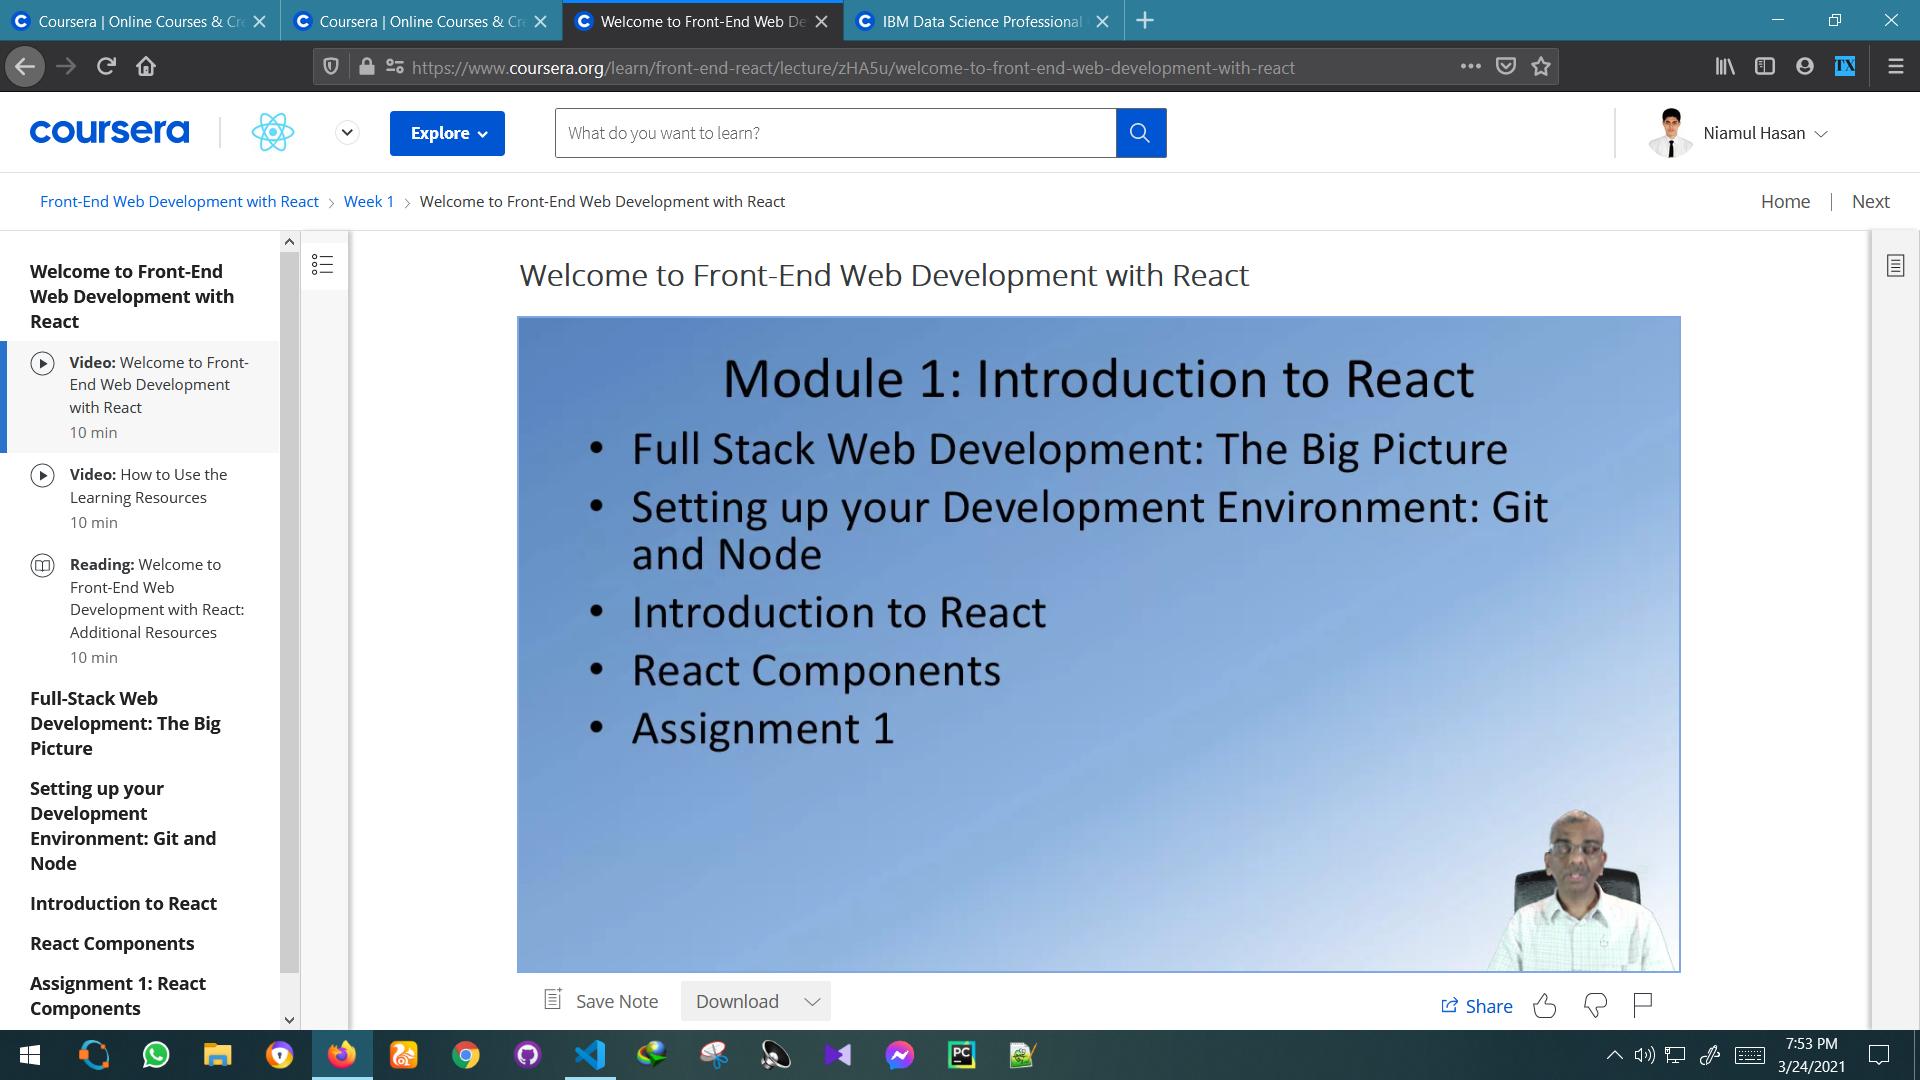 Coursera | Online Courses & Cre
Coursera | Online Courses & Cre
Welcome to Front-End Web De
IBM Data Science Professional
https://www.coursera.org/learn/front-end-react/lecture/zHA5u/welcome-to-front-end-web-development-with-react
TX
coursera
Explore
What do you want to learn?
Niamul Hasan
Front-End Web Development with React > Week 1 > Welcome to Front-End Web Development with React
Home | Next
Welcome to Front-End
Web Development with
React
Video: Welcome to Front-
End Web Development
with React
10 min
Video: How to Use the
Learning Resources
10 min
Reading: Welcome to
Front-End Web
Development with React:
Additional Resources
10 min
Full-Stack Web
Development: The Big
Picture
Setting up your
Development
Environment: Git and
Node
Introduction to React
React Components
Assignment 1: React
Components
Welcome to Front-End Web Development with React
Module 1: Introduction to React
• Full Stack Web Development: The Big Picture
• Setting up your Development Environment: Git
and Node
• Introduction to React
• React Components
• Assignment 1
Save Note
Download
Share
PC
7:53 PM
3/24/2021